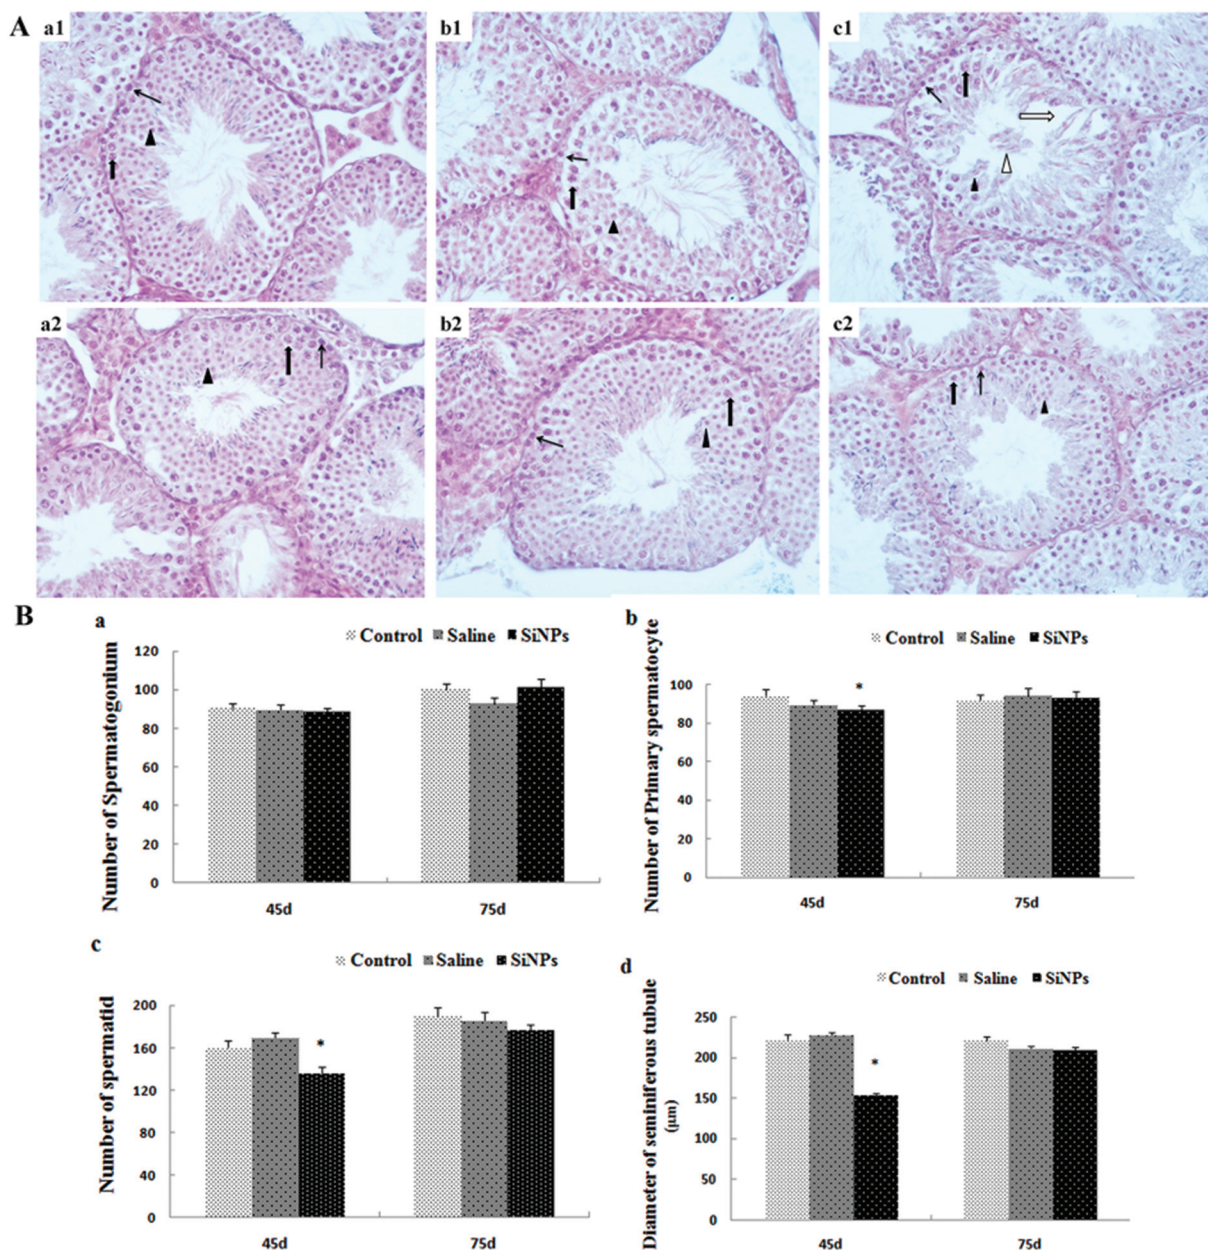 A
a1
b1
c1
a2
b2
c2
B
a
Control Saline SiNPs
Number of Spermatogonium
120
100
80
60
40
20
0
45d 75d
b
Control Saline SiNPs
Number of Primary spermatocyte
100
80
60
40
20
0
*
45d 75d
c
Control Saline SiNPs
Number of spermatid
200
160
120
80
40
0
*
45d 75d
d
Control Saline SiNPs
Diameter of seminiferous tubule
(μm)
250
200
150
100
50
0
*
45d 75d